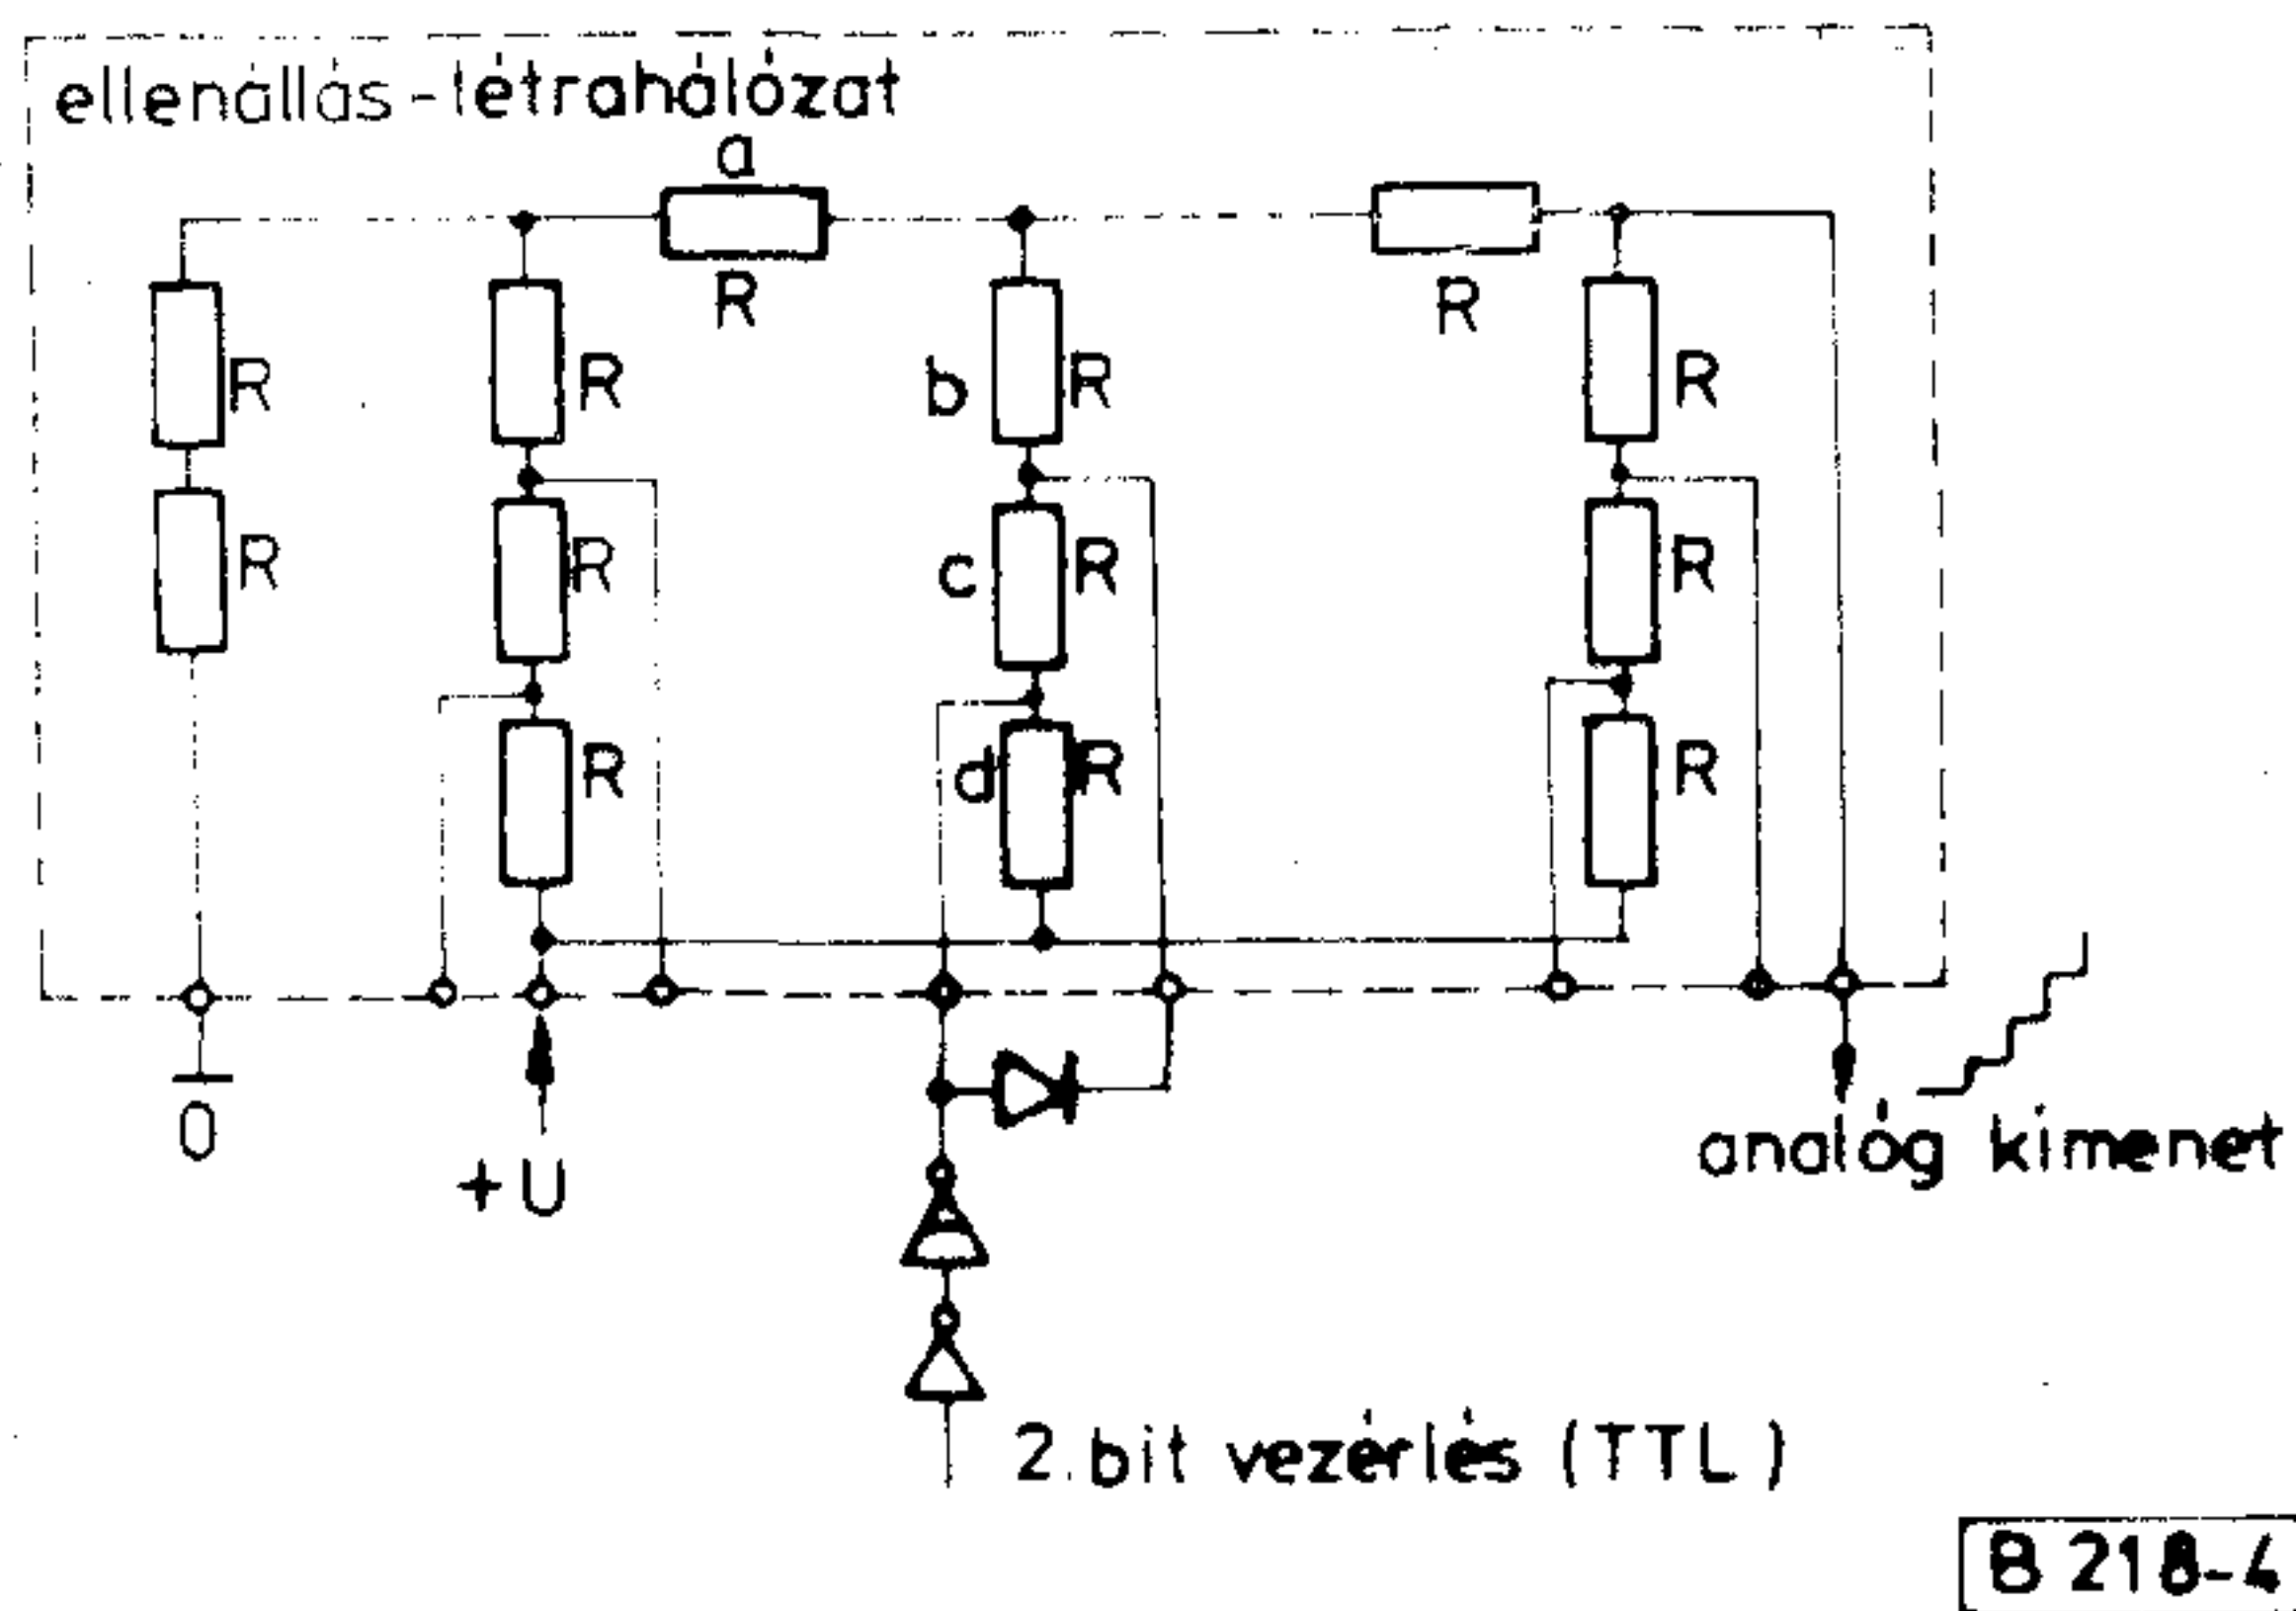 ellenállás-létrahálózat
a
R
R
R
R
b R
R
R
R
c R
R
R
d R
R
0
+U
analóg kimenet
2.bit vezérlés (TTL)
B 218-4